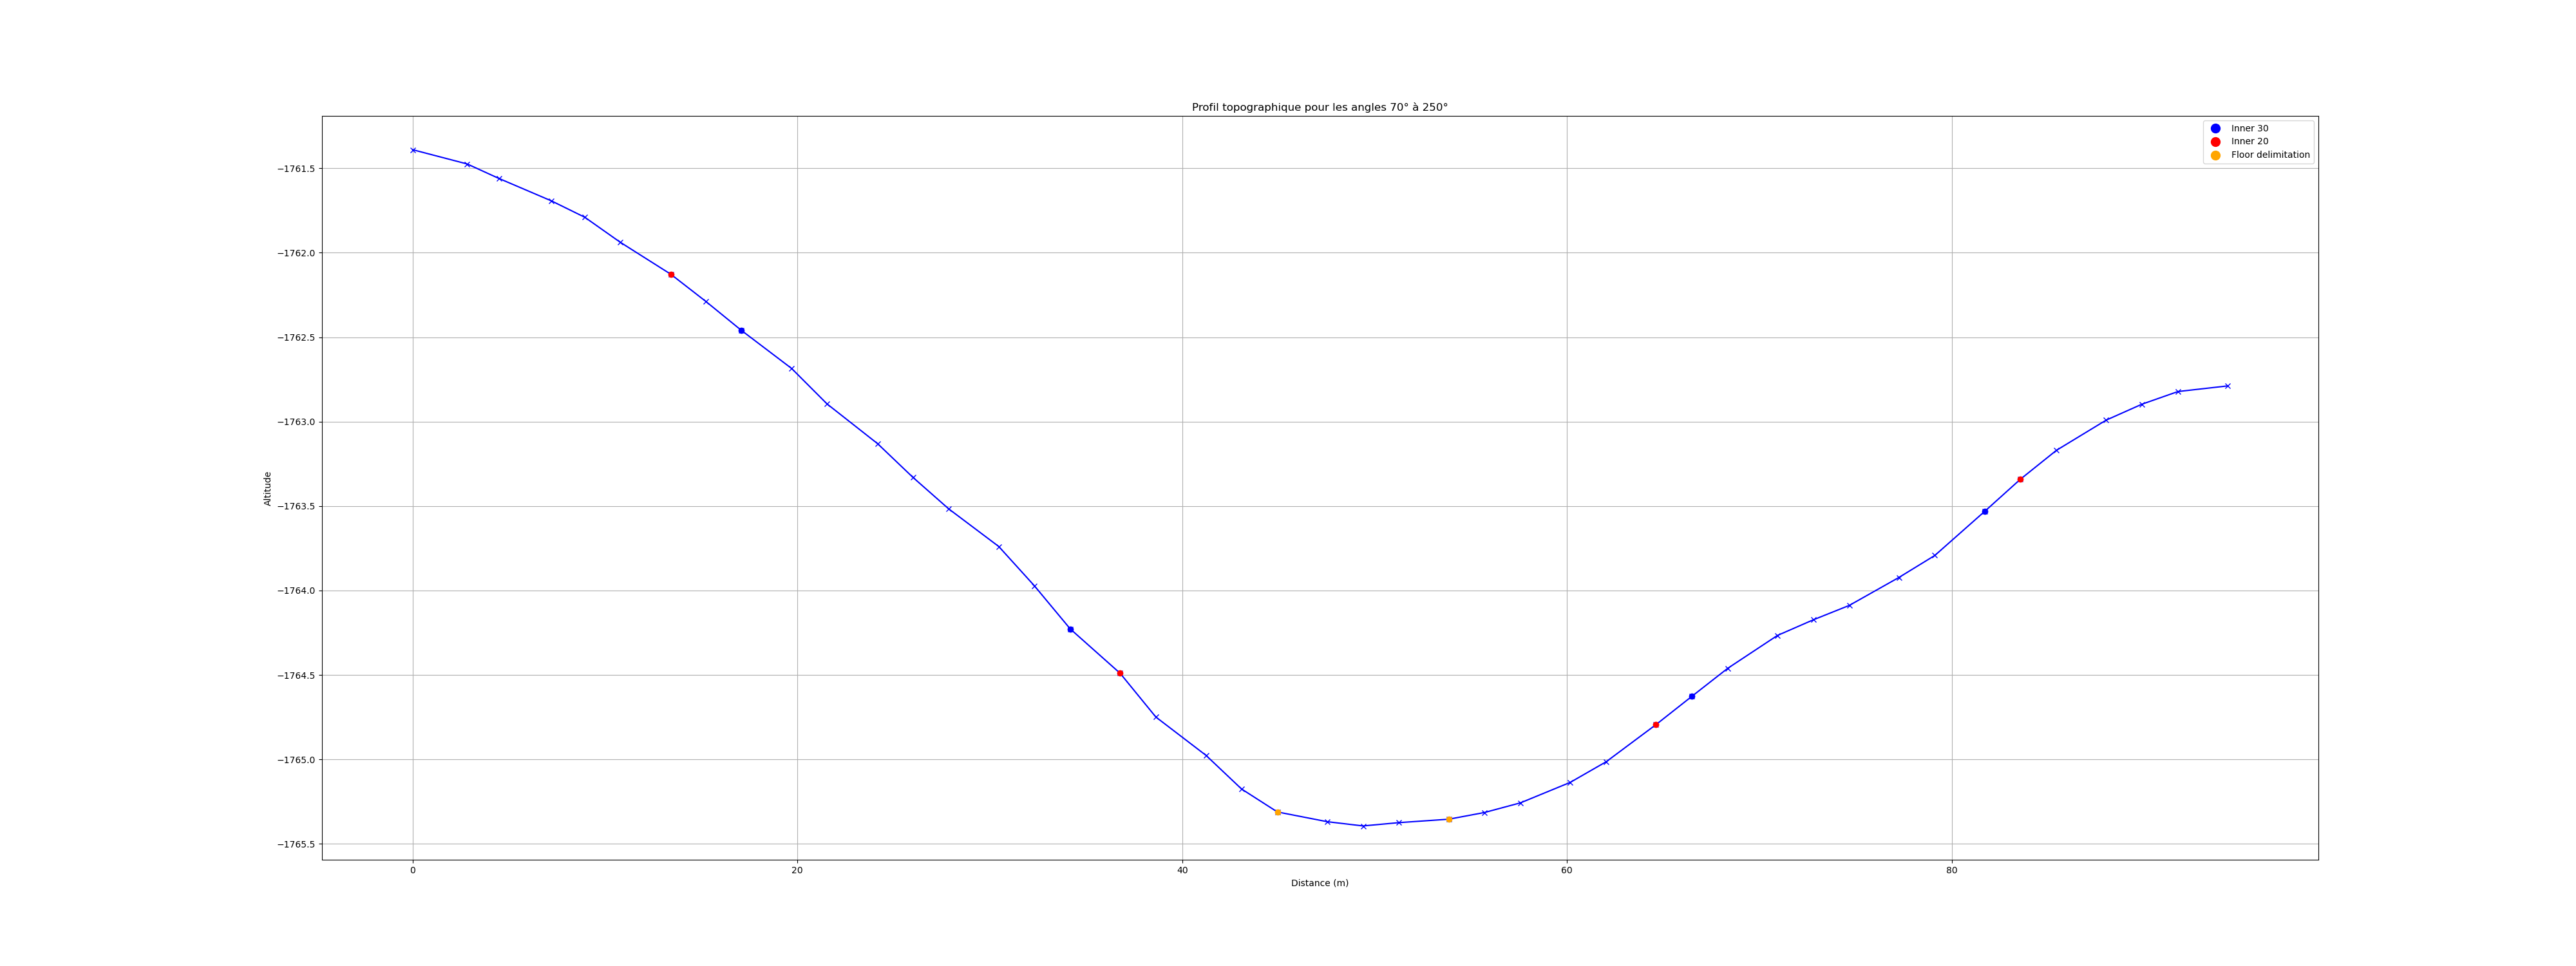 Profil topographique pour les angles 70° à 250°
Inner 30
Inner 20
Floor delimitation
−1761.5
−1762.0
−1762.5
−1763.0
−1763.5
−1764.0
−1764.5
−1765.0
−1765.5
Altitude
0 20 40 60 80
Distance (m)